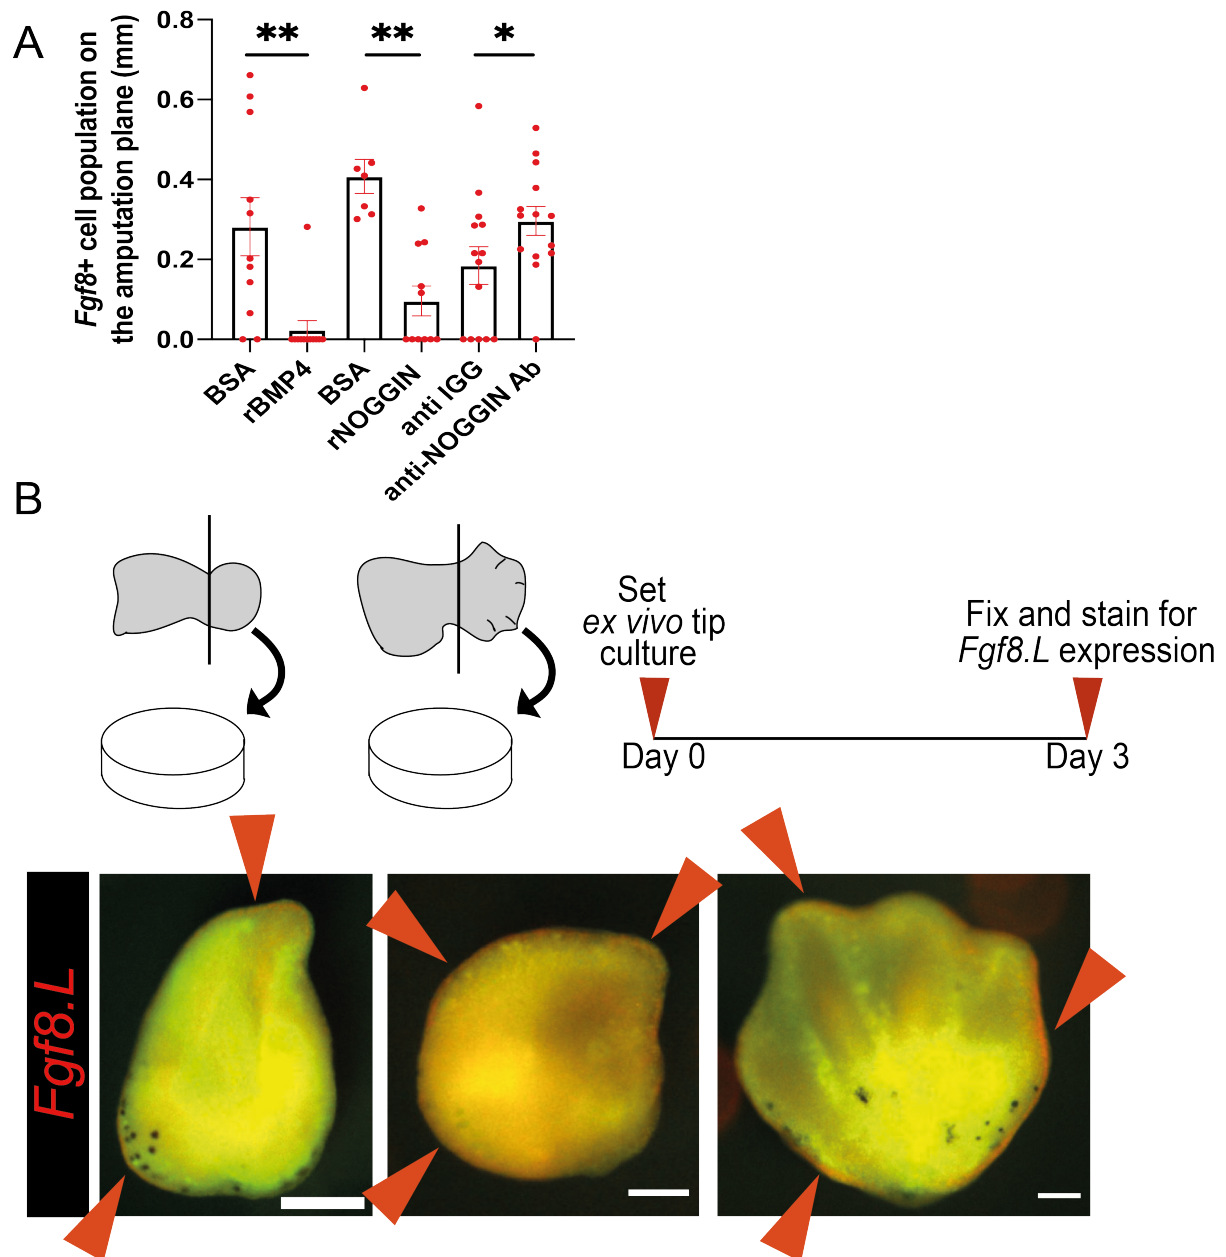 A
Fgf8+ cell population on
the amputation plane (mm)
0.8
0.6
0.4
0.2
0.0
** ** *
BSA
rBMP4
BSA
rNOGGIN
anti IGG
anti-NOGGIN Ab
B
Set
ex vivo tip
culture
Fix and stain for
Fgf8.L expression
Day 0
Day 3
Fgf8.L